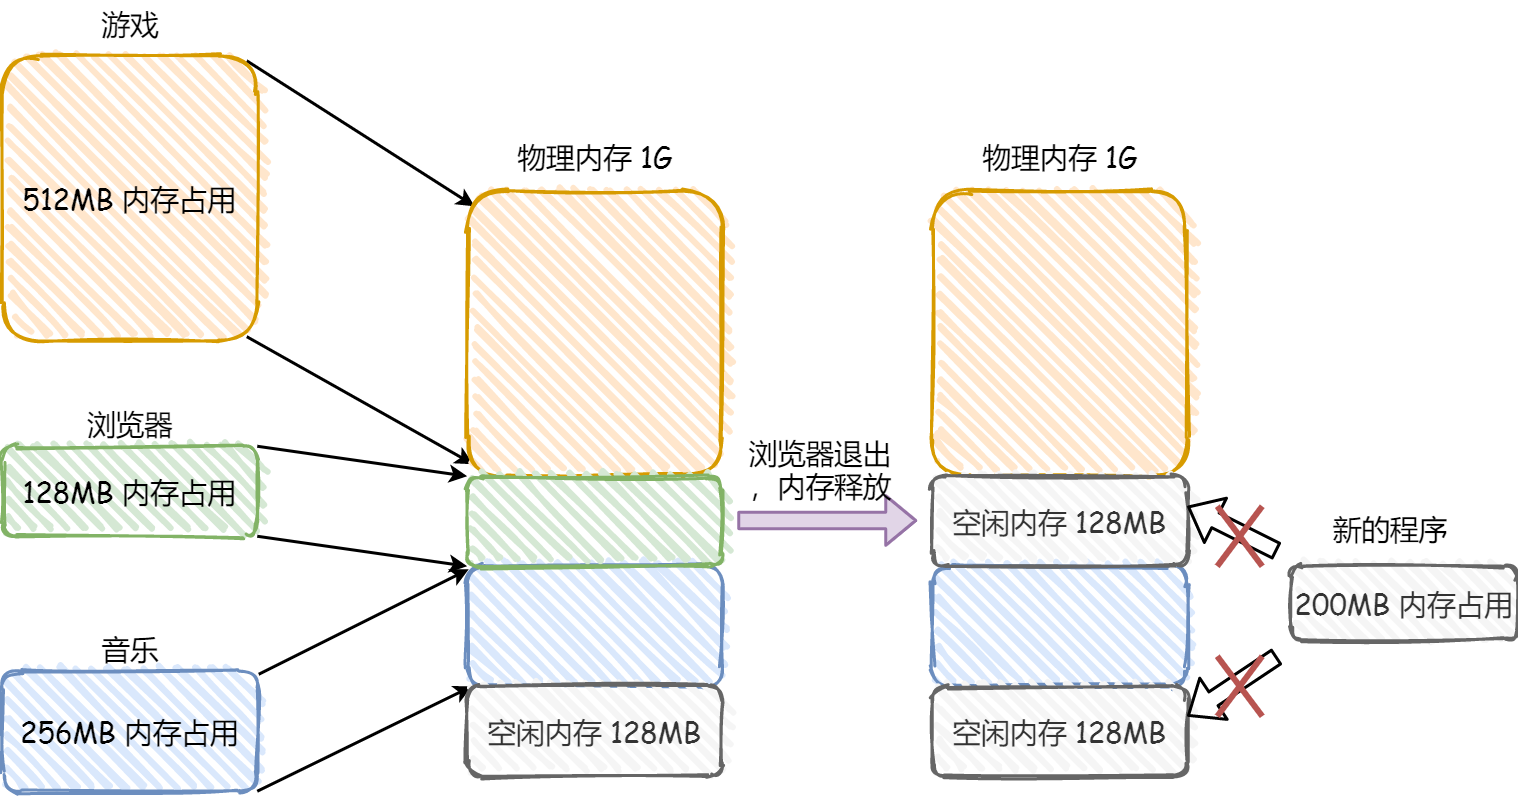 游戏
512MB 内存占用
浏览器
128MB 内存占用
音乐
256MB 内存占用
物理内存 1G
空闲内存 128MB
浏览器退出
，内存释放
物理内存 1G
空闲内存 128MB
空闲内存 128MB
新的程序
200MB 内存占用